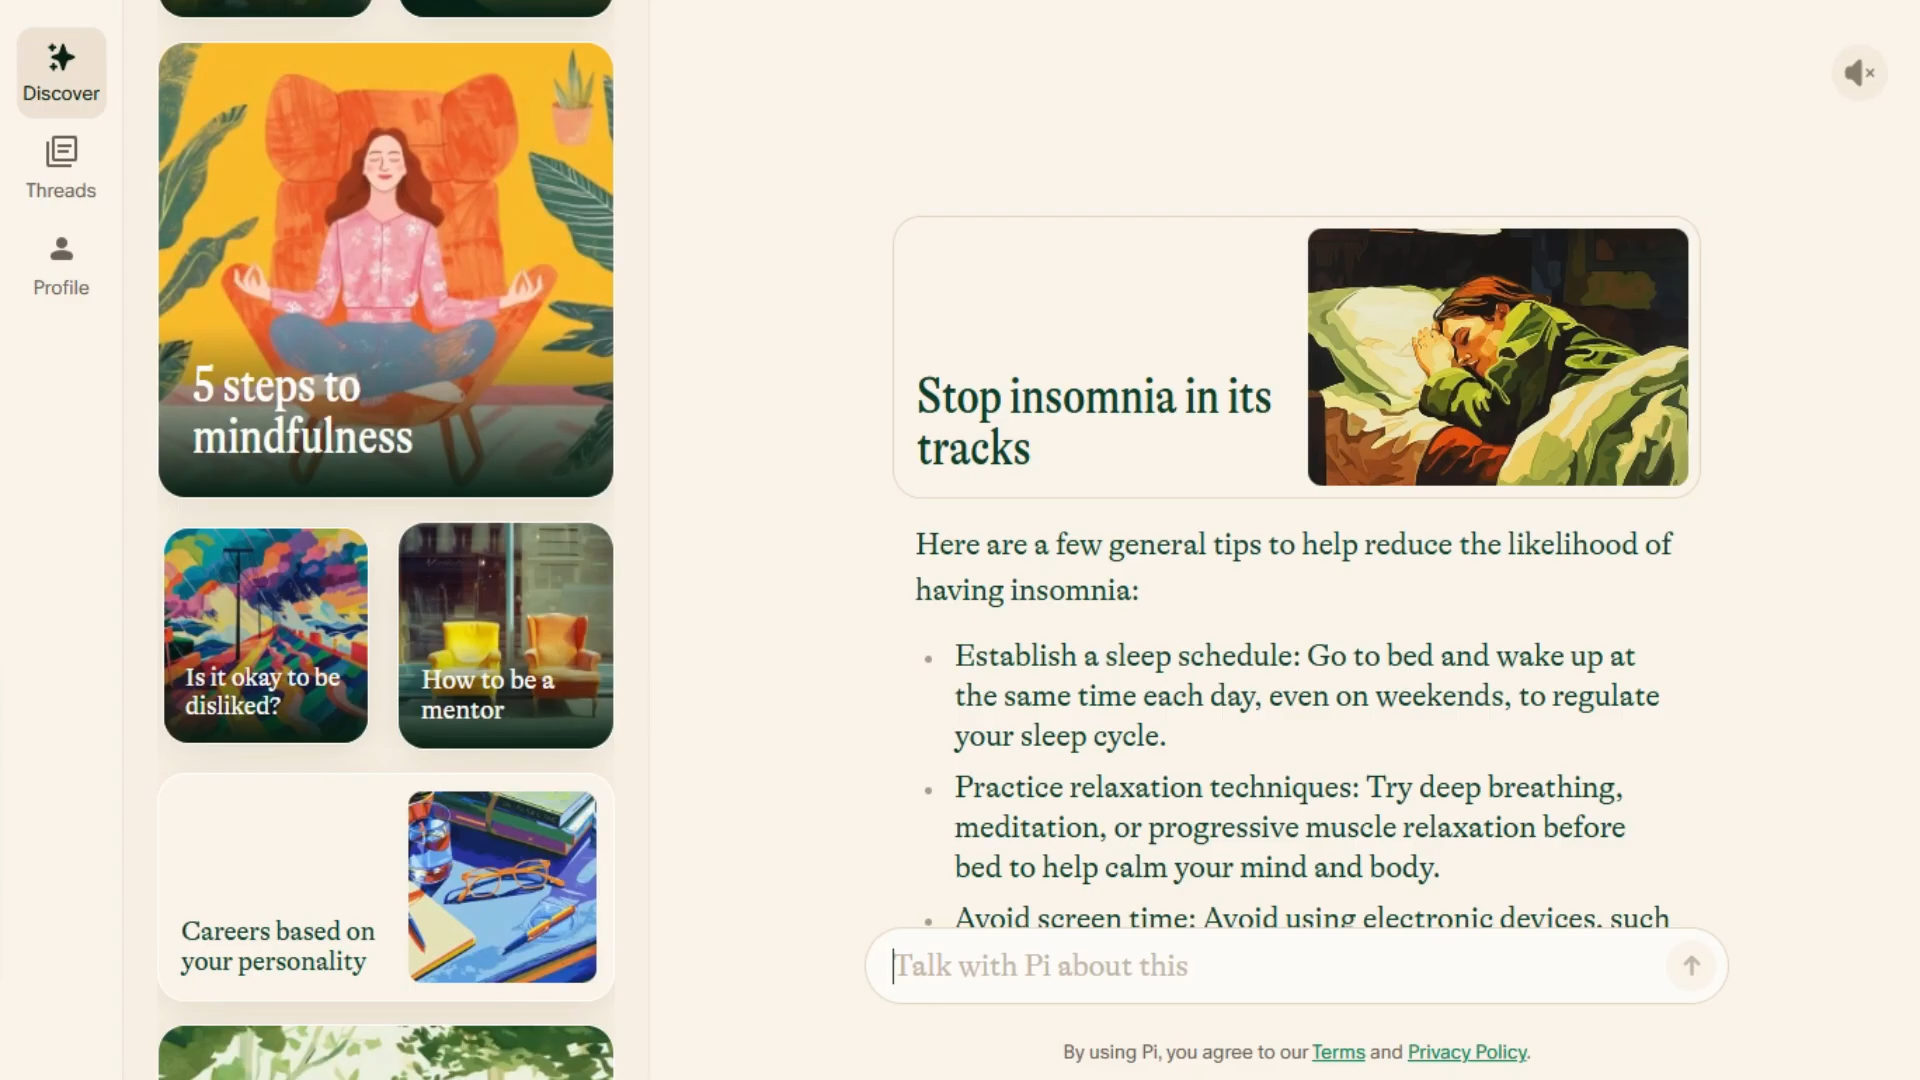 Discover
Threads
Profile
5 steps to
mindfulness
Is it okay to be
disliked?
How to be a
mentor
Careers based on
your personality
Stop insomnia in its
tracks
Here are a few general tips to help reduce the likelihood of
having insomnia:
• Establish a sleep schedule: Go to bed and wake up at
the same time each day, even on weekends, to regulate
your sleep cycle.
• Practice relaxation techniques: Try deep breathing,
meditation, or progressive muscle relaxation before
bed to help calm your mind and body.
• Avoid screen time: Avoid using electronic devices, such
Talk with Pi about this
By using Pi, you agree to our Terms and Privacy Policy.